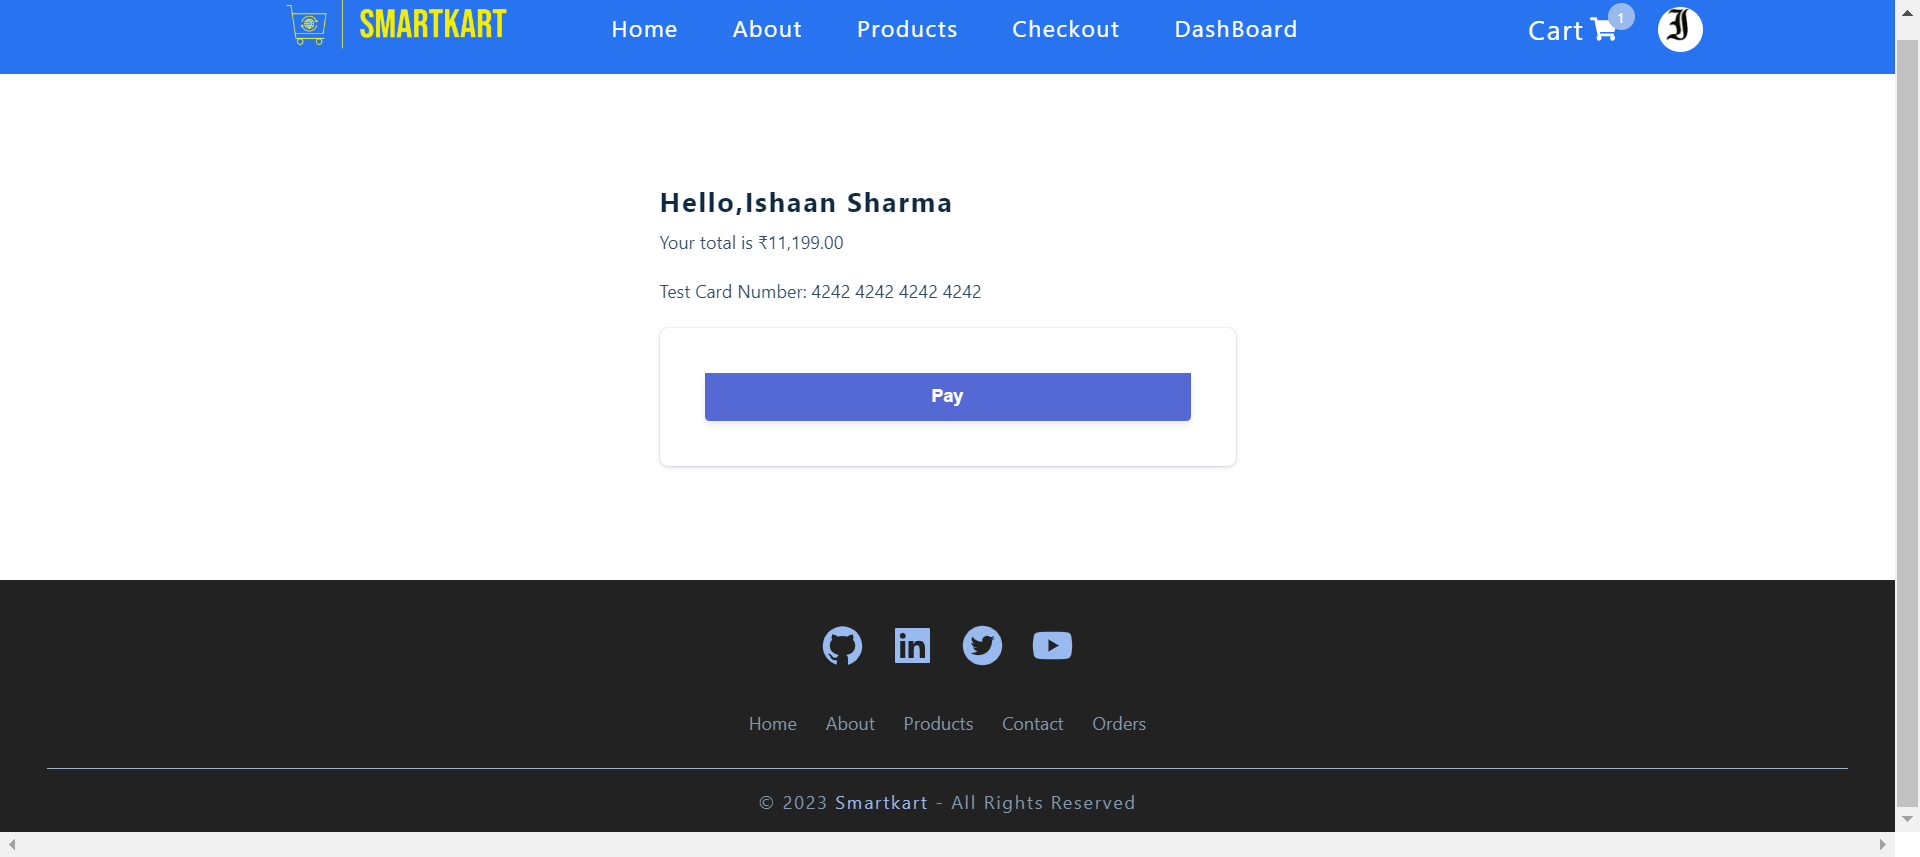 SMARTKART Home About Products Checkout DashBoard Cart 1 I
Hello,Ishaan Sharma
Your total is ₹11,199.00
Test Card Number: 4242 4242 4242 4242
Pay
in
Home About Products Contact Orders
© 2023 Smartkart - All Rights Reserved